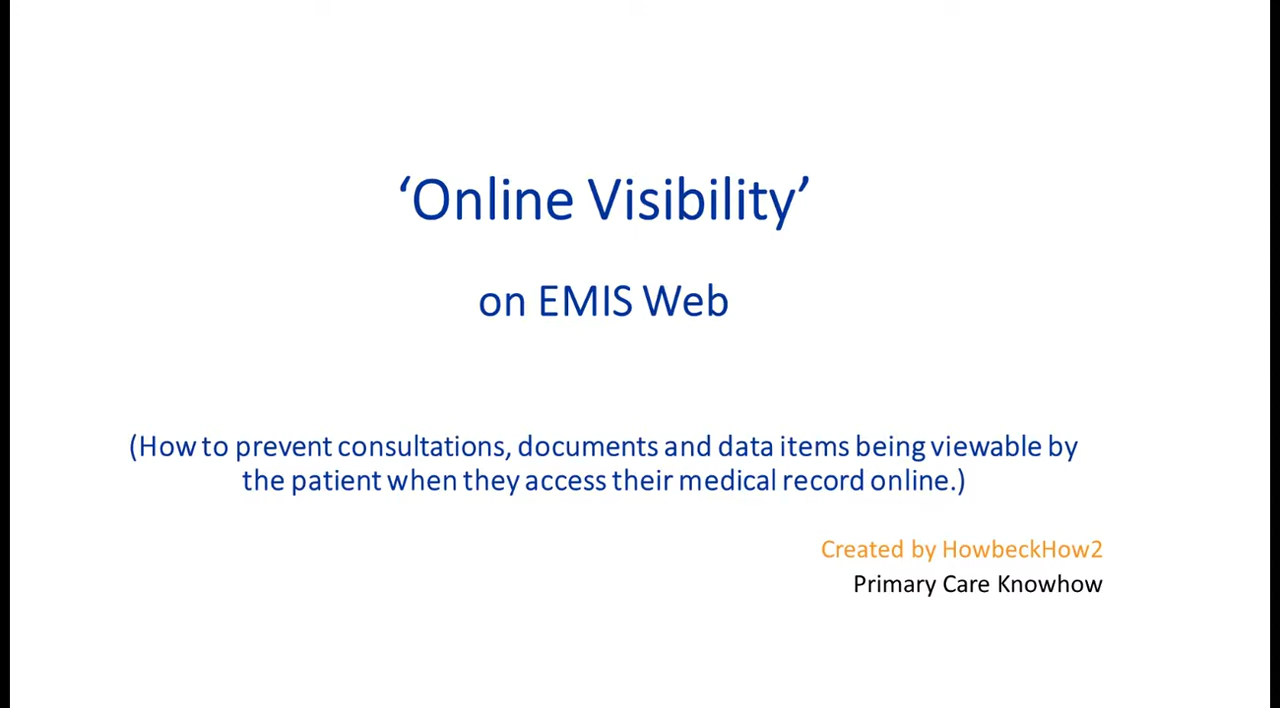 ‘Online Visibility’
on EMIS Web
(How to prevent consultations, documents and data items being viewable by
the patient when they access their medical record online.)
Created by HowbeckHow2
Primary Care Knowhow